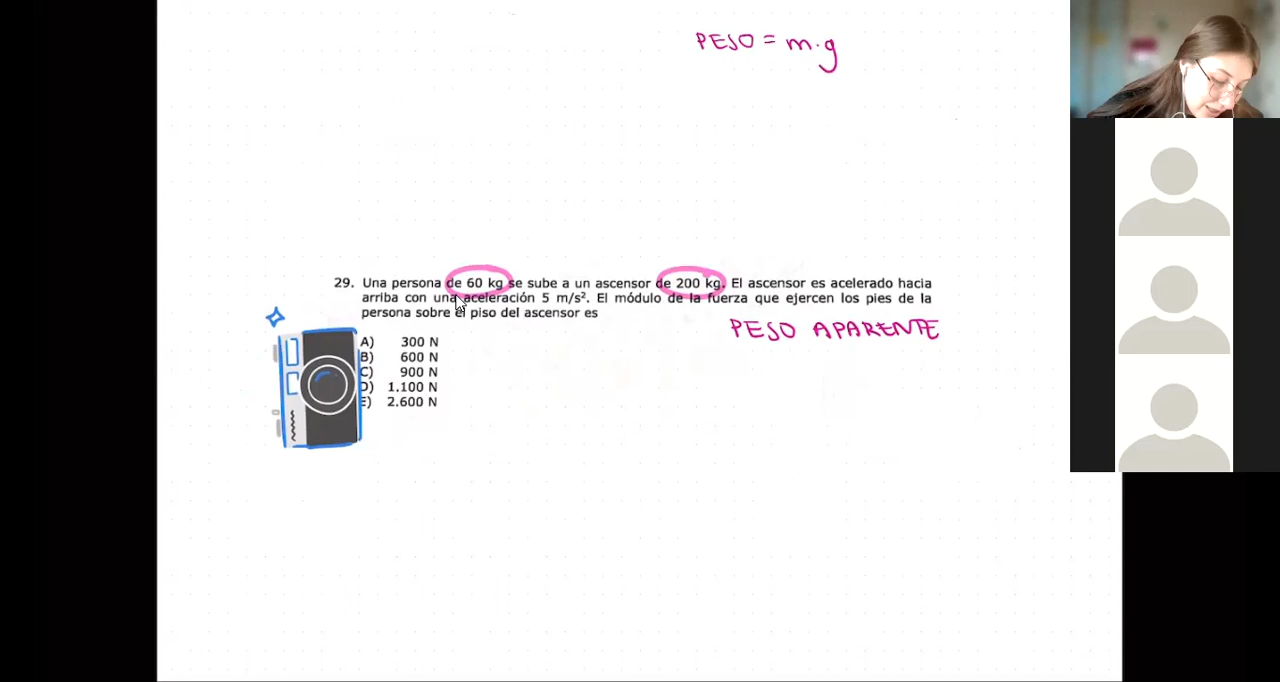 PESO = m.g
29. Una persona de 60 kg se sube a un ascensor de 200 kg. El ascensor es acelerado hacia
arriba con una aceleración 5 m/s². El módulo de la fuerza que ejercen los pies de la
persona sobre el piso del ascensor es
PESO APARENTE
A) 300 N
B) 600 N
C) 900 N
D) 1.100 N
E) 2.600 N